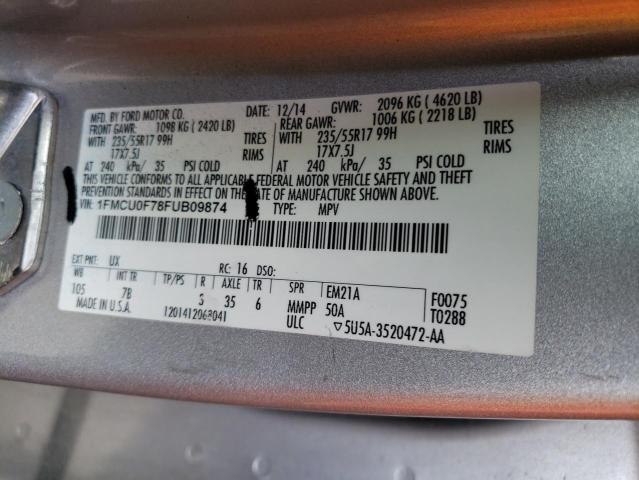 MFD. BY FORD MOTOR CO. DATE: 12/14 GVWR: 2096 KG ( 4620 LB)
FRONT GAWR: 1098 KG ( 2420 LB) REAR GAWR: 1006 KG ( 2218 LB)
235/55R17 99H TIRES 235/55R17 99H TIRES
17X7.5J RIMS 17X7.5J RIMS
AT 240 kPa/ 35 PSI COLD AT 240 kPa/ 35 PSI COLD
THIS VEHICLE CONFORMS TO ALL APPLICABLE FEDERAL MOTOR VEHICLE SAFETY AND THEFT
PREVENTION STANDARDS IN EFFECT ON THE DATE OF MANUFACTURE SHOWN ABOVE.
VIN: 1FMCU0F78FUB09874 TYPE: MPV
EXT PNT: UX RC: 16 DSO:
WB INT TR TP/PS R AXLE TR SPR EM21A F0075
105 7B 35 6 MMPP 50A T0288
MADE IN U.S.A. ULC ▽5U5A-3520472-AA